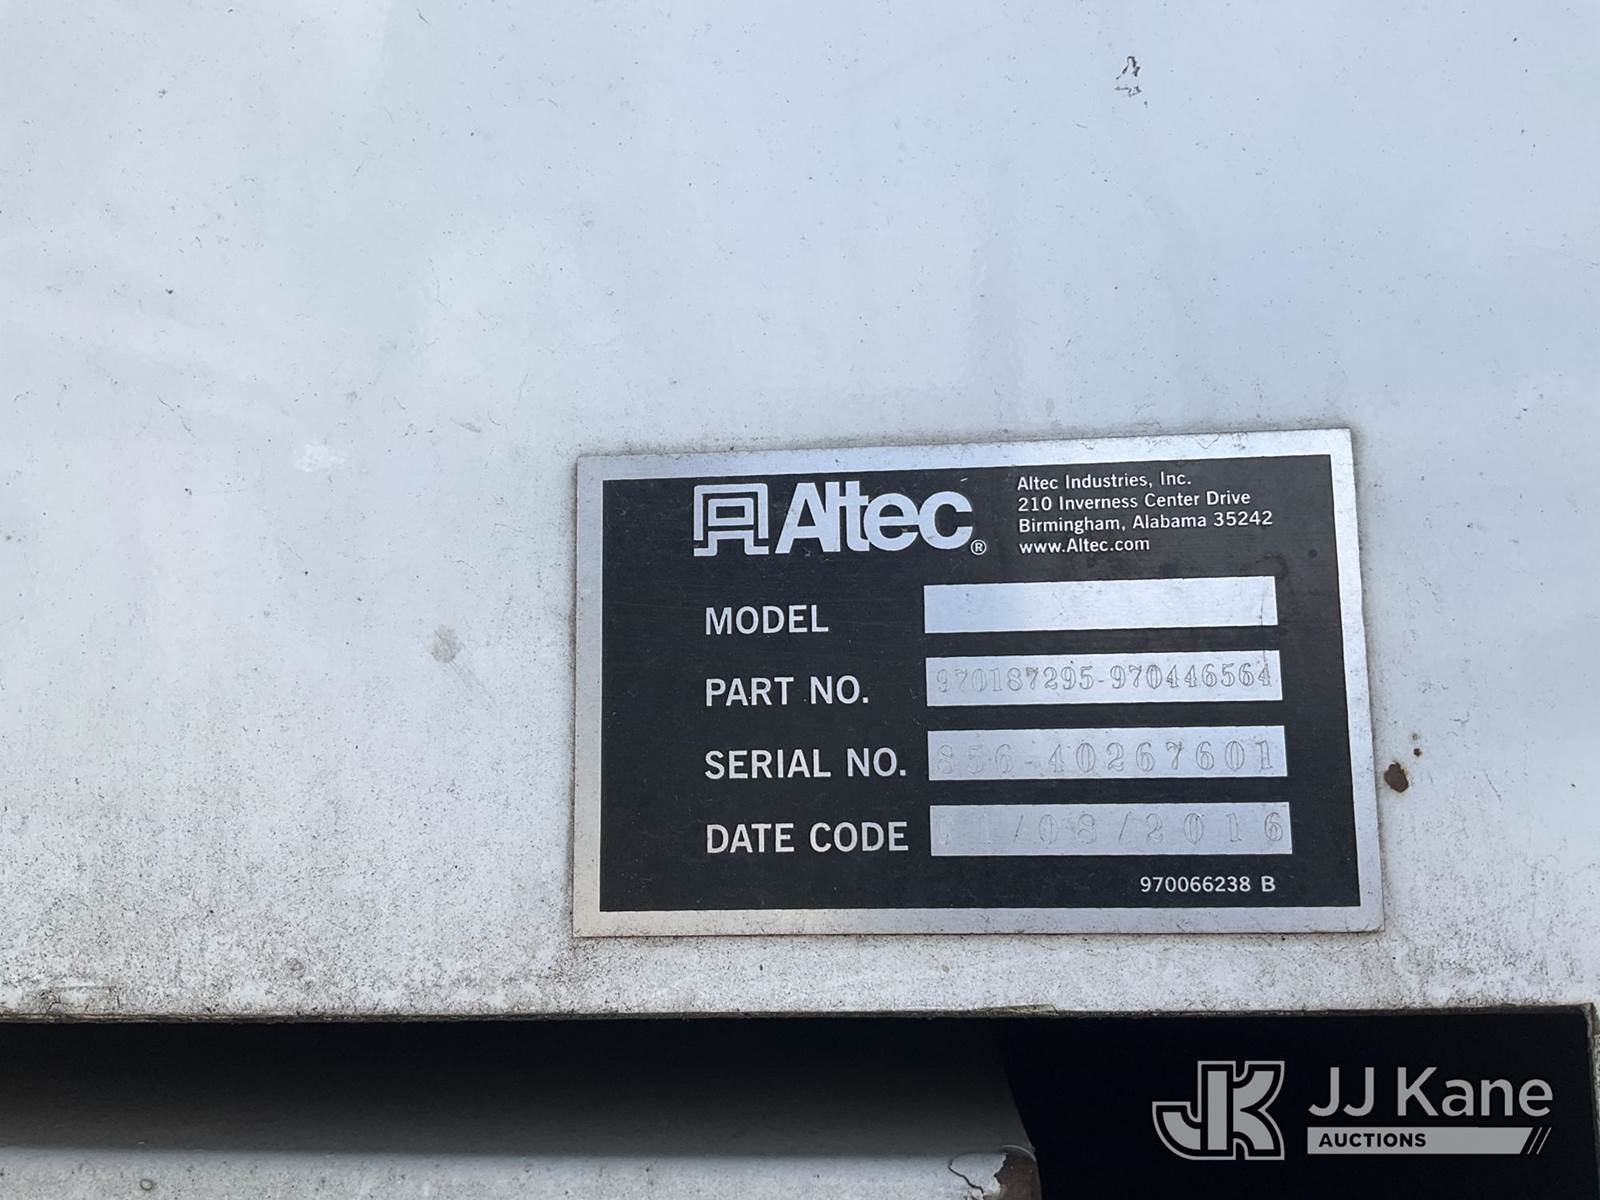 Altec®
Altec Industries, Inc.
210 Inverness Center Drive
Birmingham, Alabama 35242
www.Altec.com
MODEL
PART NO. 970187295-970446564
SERIAL NO. 856-40267601
DATE CODE 01/08/2016
970066238 B
JK JJ Kane
AUCTIONS